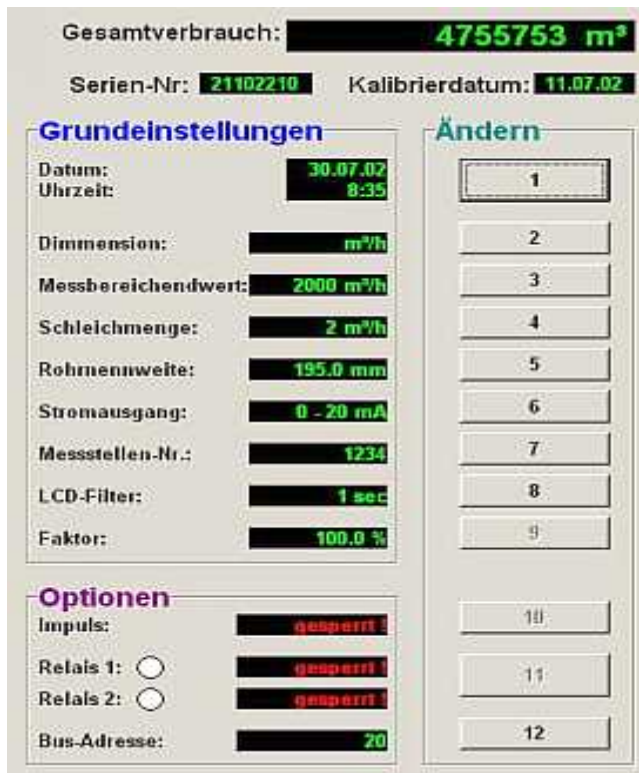 Gesamtverbrauch: 4755753 m³
Serien-Nr: 21102210 Kalibrierdatum: 11.07.02
Grundeinstellungen Ändern
Datum: 30.07.02
Uhrzeit: 8:35 1
Dimmension: m³/h 2
Messbereichendwert: 2000 m³/h 3
Schleichmenge: 2 m³/h 4
Rohrnennweite: 195.0 mm 5
Stromausgang: 0 - 20 mA 6
Messstellen-Nr.: 1234 7
LCD-Filter: 1 sec 8
Faktor: 100.0 % 9
Optionen
Impuls: gesperrt ! 10
Relais 1: gesperrt ! 11
Relais 2: gesperrt !
Bus-Adresse: 20 12